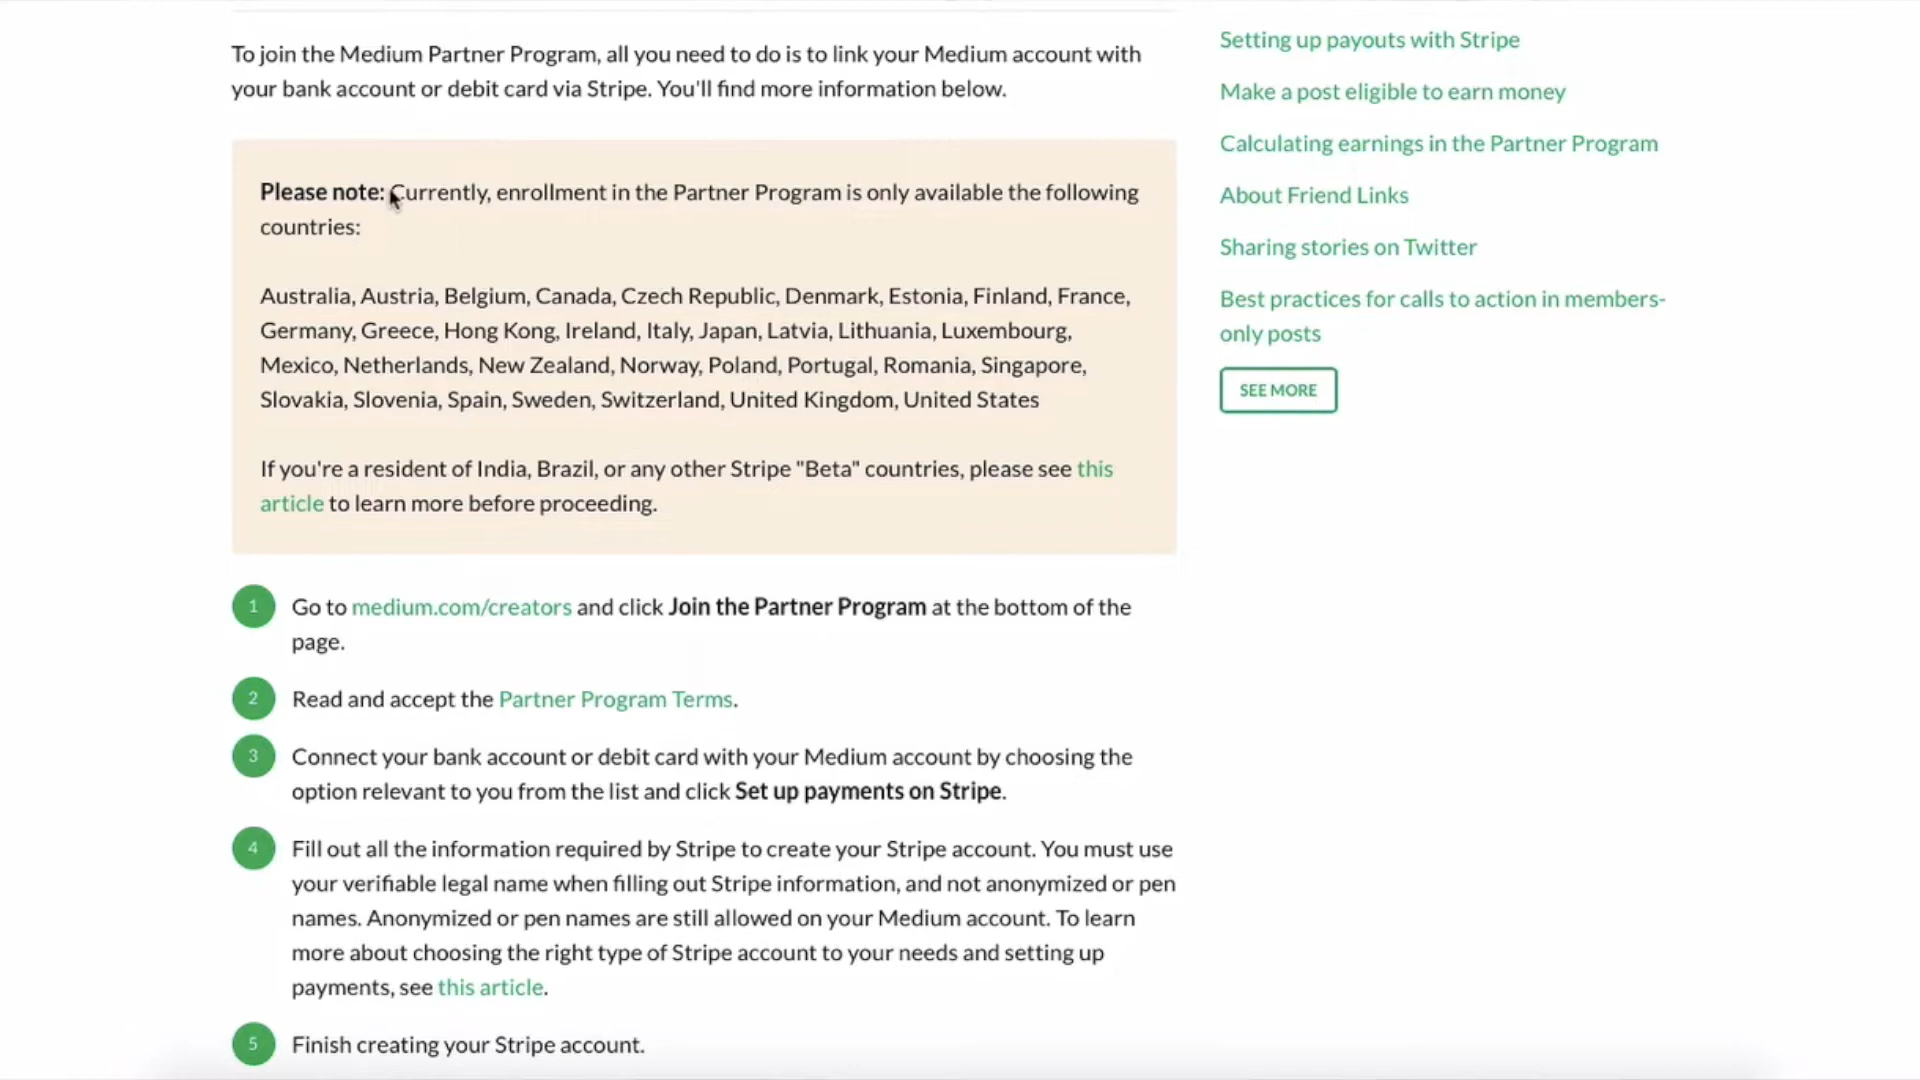 To join the Medium Partner Program, all you need to do is to link your Medium account with
your bank account or debit card via Stripe. You'll find more information below.
Please note: Currently, enrollment in the Partner Program is only available the following
countries:
Australia, Austria, Belgium, Canada, Czech Republic, Denmark, Estonia, Finland, France,
Germany, Greece, Hong Kong, Ireland, Italy, Japan, Latvia, Lithuania, Luxembourg,
Mexico, Netherlands, New Zealand, Norway, Poland, Portugal, Romania, Singapore,
Slovakia, Slovenia, Spain, Sweden, Switzerland, United Kingdom, United States
If you're a resident of India, Brazil, or any other Stripe "Beta" countries, please see this
article to learn more before proceeding.
1 Go to medium.com/creators and click Join the Partner Program at the bottom of the
page.
2 Read and accept the Partner Program Terms.
3 Connect your bank account or debit card with your Medium account by choosing the
option relevant to you from the list and click Set up payments on Stripe.
4 Fill out all the information required by Stripe to create your Stripe account. You must use
your verifiable legal name when filling out Stripe information, and not anonymized or pen
names. Anonymized or pen names are still allowed on your Medium account. To learn
more about choosing the right type of Stripe account to your needs and setting up
payments, see this article.
5 Finish creating your Stripe account.
Setting up payouts with Stripe
Make a post eligible to earn money
Calculating earnings in the Partner Program
About Friend Links
Sharing stories on Twitter
Best practices for calls to action in members-
only posts
SEE MORE